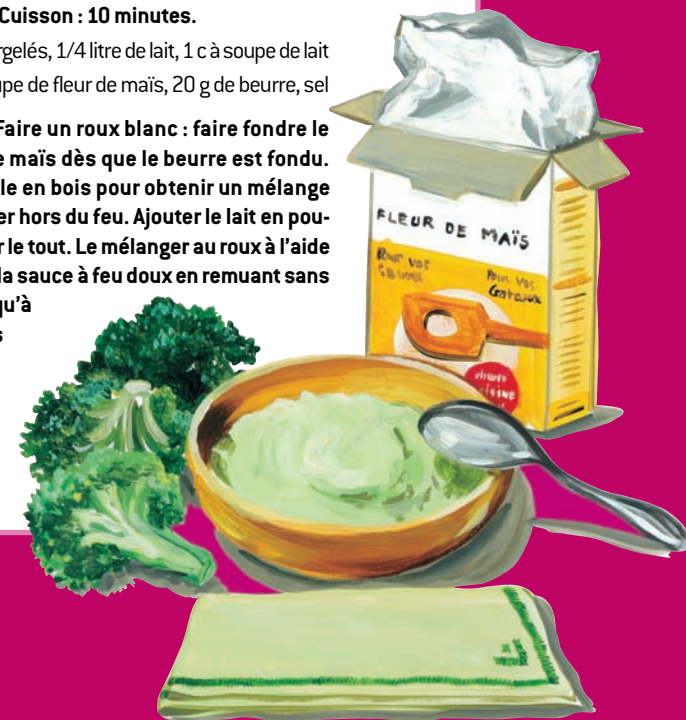 Cuisson : 10 minutes.
rgelés, 1/4 litre de lait, 1 c à soupe de lait
upe de fleur de maïs, 20 g de beurre, sel
Faire un roux blanc : faire fondre le
e maïs dès que le beurre est fondu.
le en bois pour obtenir un mélange
er hors du feu. Ajouter le lait en pou-
r le tout. Le mélanger au roux à l’aide
la sauce à feu doux en remuant sans
qu’à
s
FLEUR DE MAÏS
Pour vos
Sauces
Pour Vos
Gateaux